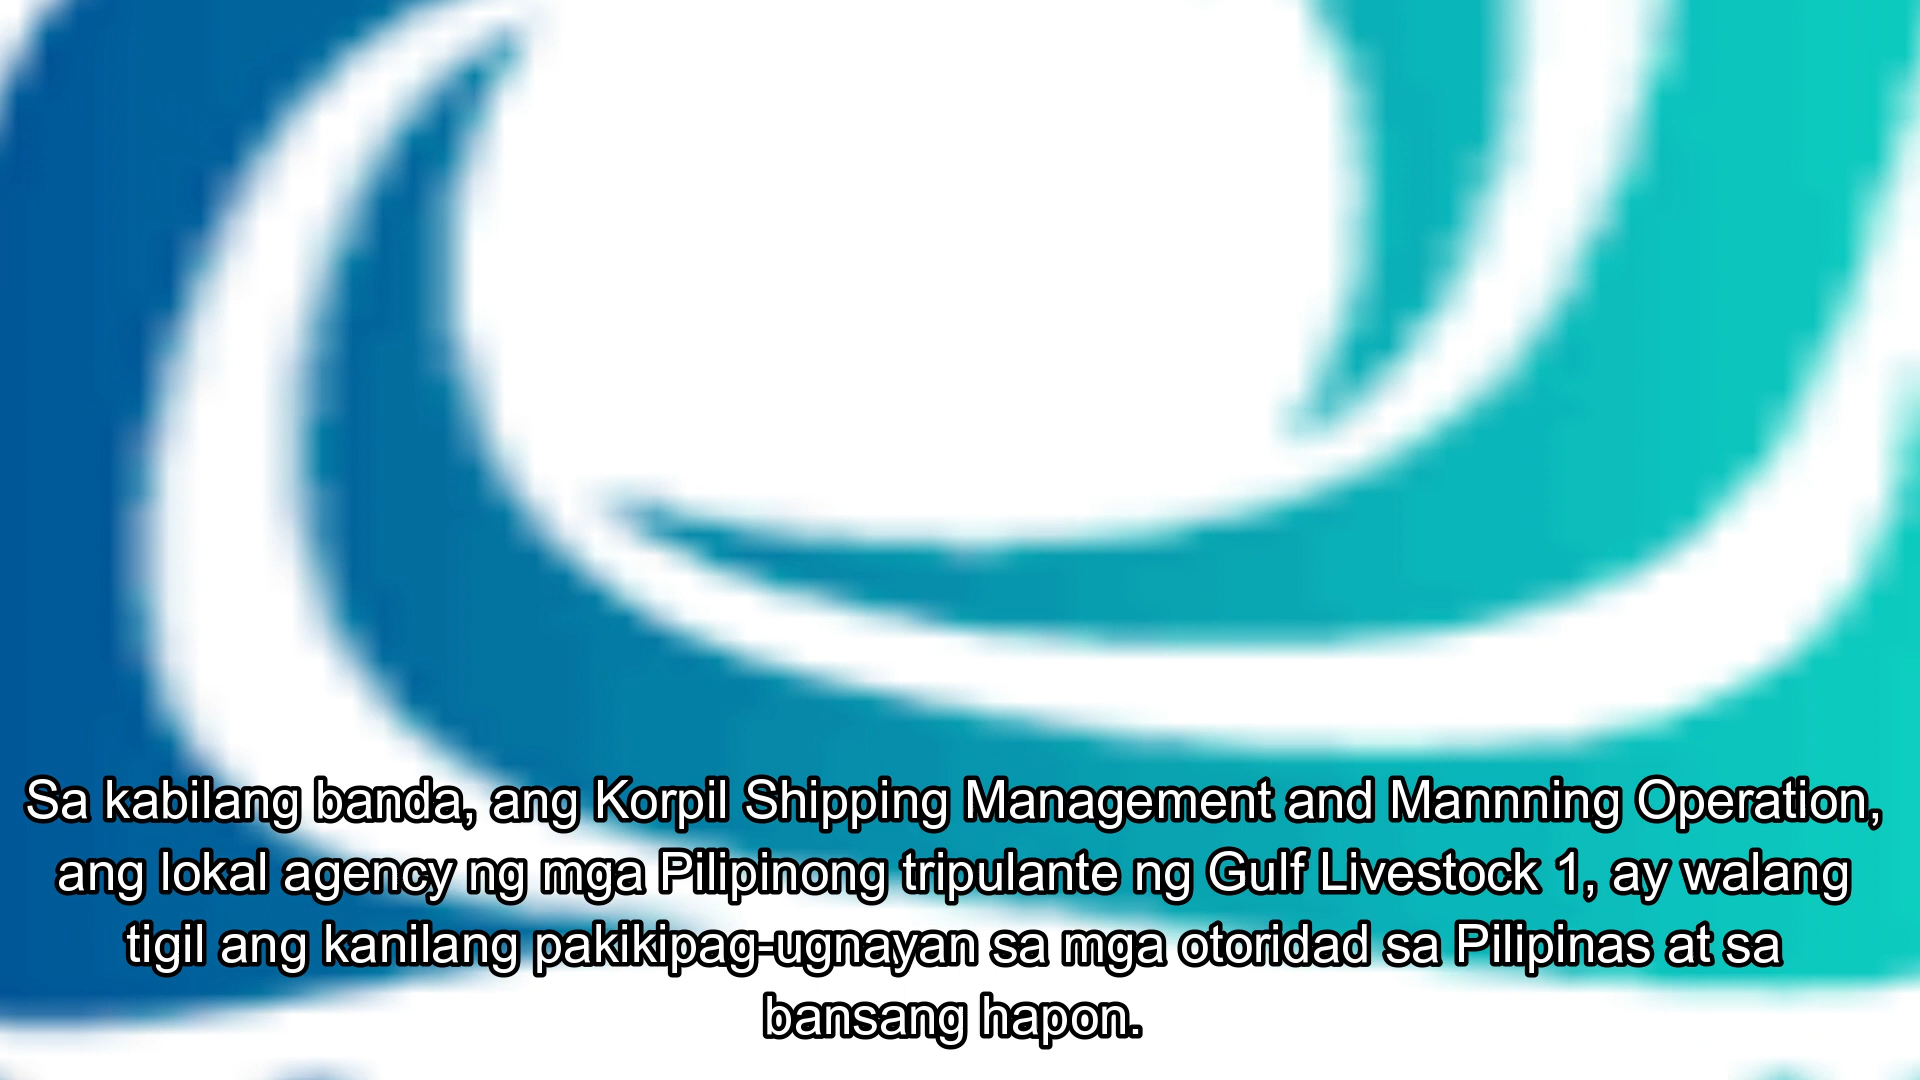 Sa kabilang banda, ang Korpil Shipping Management and Mannning Operation,
ang lokal agency ng mga Pilipinong tripulante ng Gulf Livestock 1, ay walang
tigil ang kanilang pakikipag-ugnayan sa mga otoridad sa Pilipinas at sa
bansang hapon.